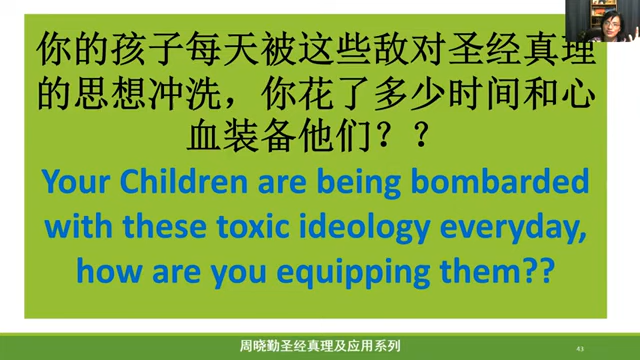 你的孩子每天被这些敌对圣经真理
的思想冲洗，你花了多少时间和心
血装备他们？？
Your Children are being bombarded
with these toxic ideology everyday,
how are you equipping them??
周晓勤圣经真理及应用系列
43